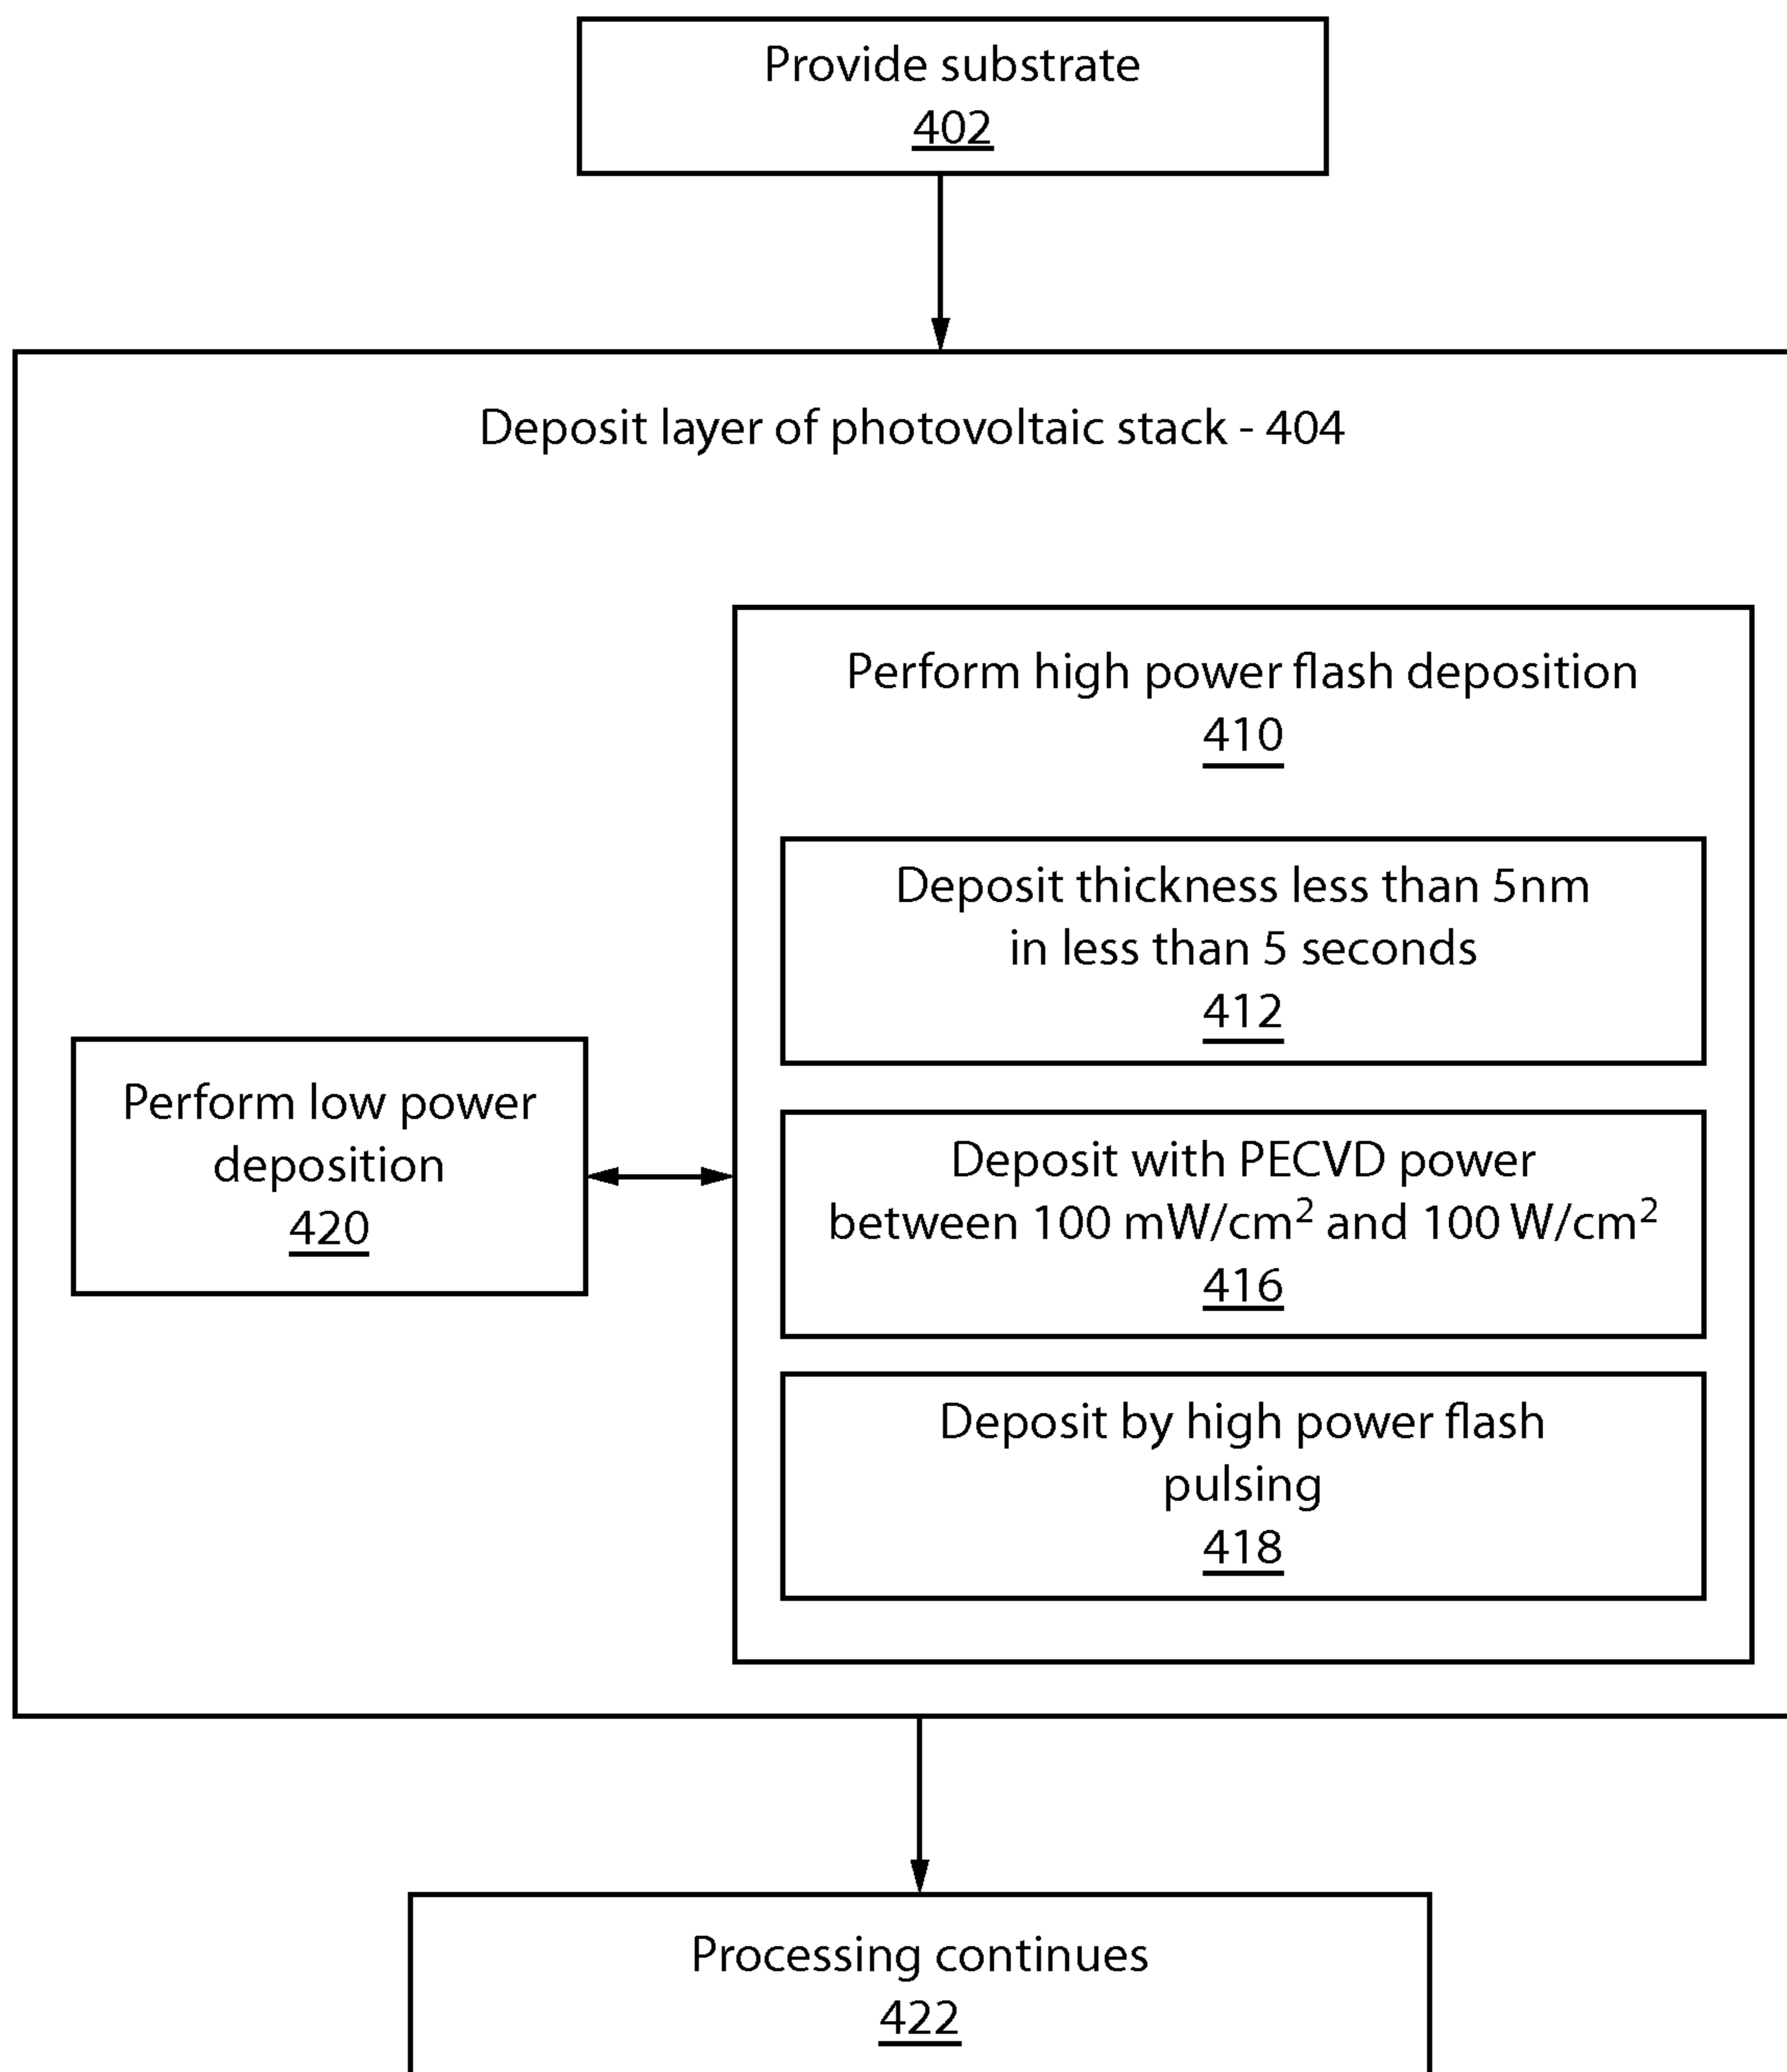 Provide substrate
402
Deposit layer of photovoltaic stack - 404
Perform high power flash deposition
410
Deposit thickness less than 5nm
in less than 5 seconds
412
Perform low power
deposition
420
Deposit with PECVD power
between 100 mW/cm² and 100 W/cm²
416
Deposit by high power flash
pulsing
418
Processing continues
422